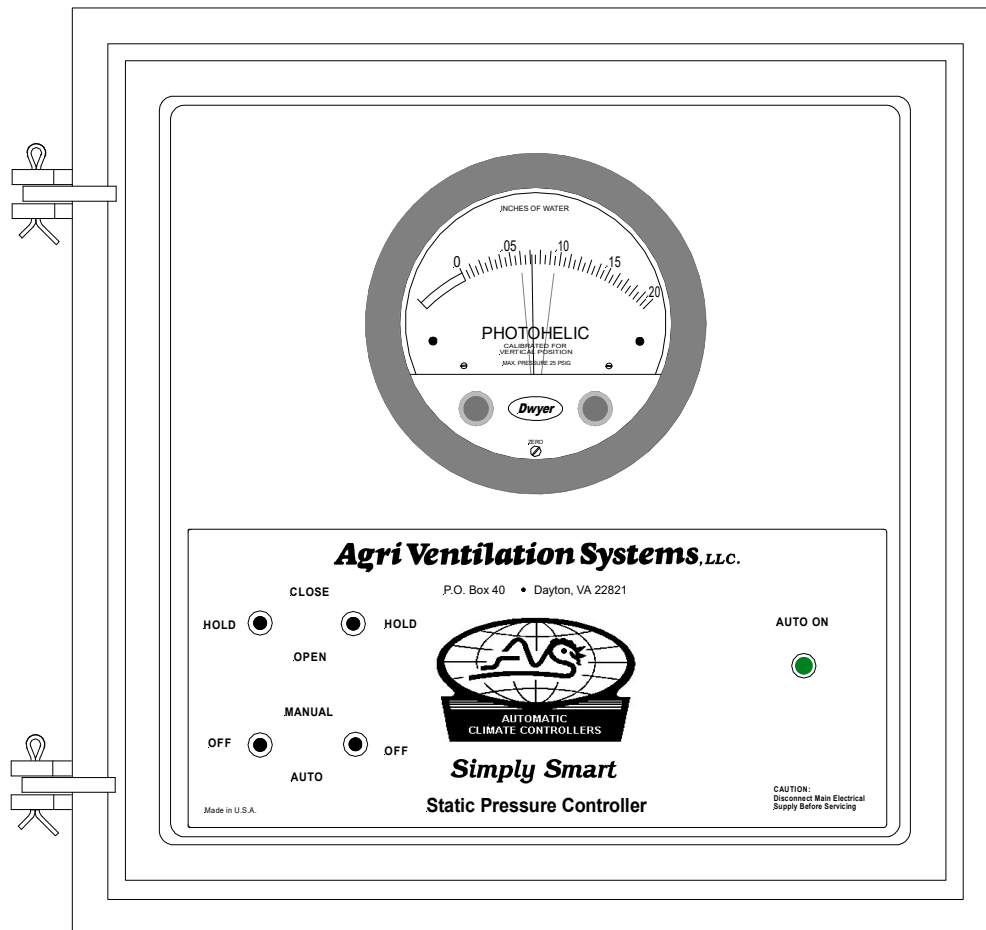 INCHES OF WATER
0 .05 .10 .15 .20
PHOTOHELIC
CALIBRATED FOR
VERTICAL POSITION
MAX. PRESSURE 25 PSIG
Dwyer
ZERO
Agri Ventilation Systems, LLC.
P.O. Box 40 • Dayton, VA 22821
CLOSE
HOLD HOLD
OPEN
MANUAL
OFF OFF
AUTO
AUTO ON
AVS
AUTOMATIC
CLIMATE CONTROLLERS
Simply Smart
Static Pressure Controller
Made in U.S.A.
CAUTION:
Disconnect Main Electrical
Supply Before Servicing